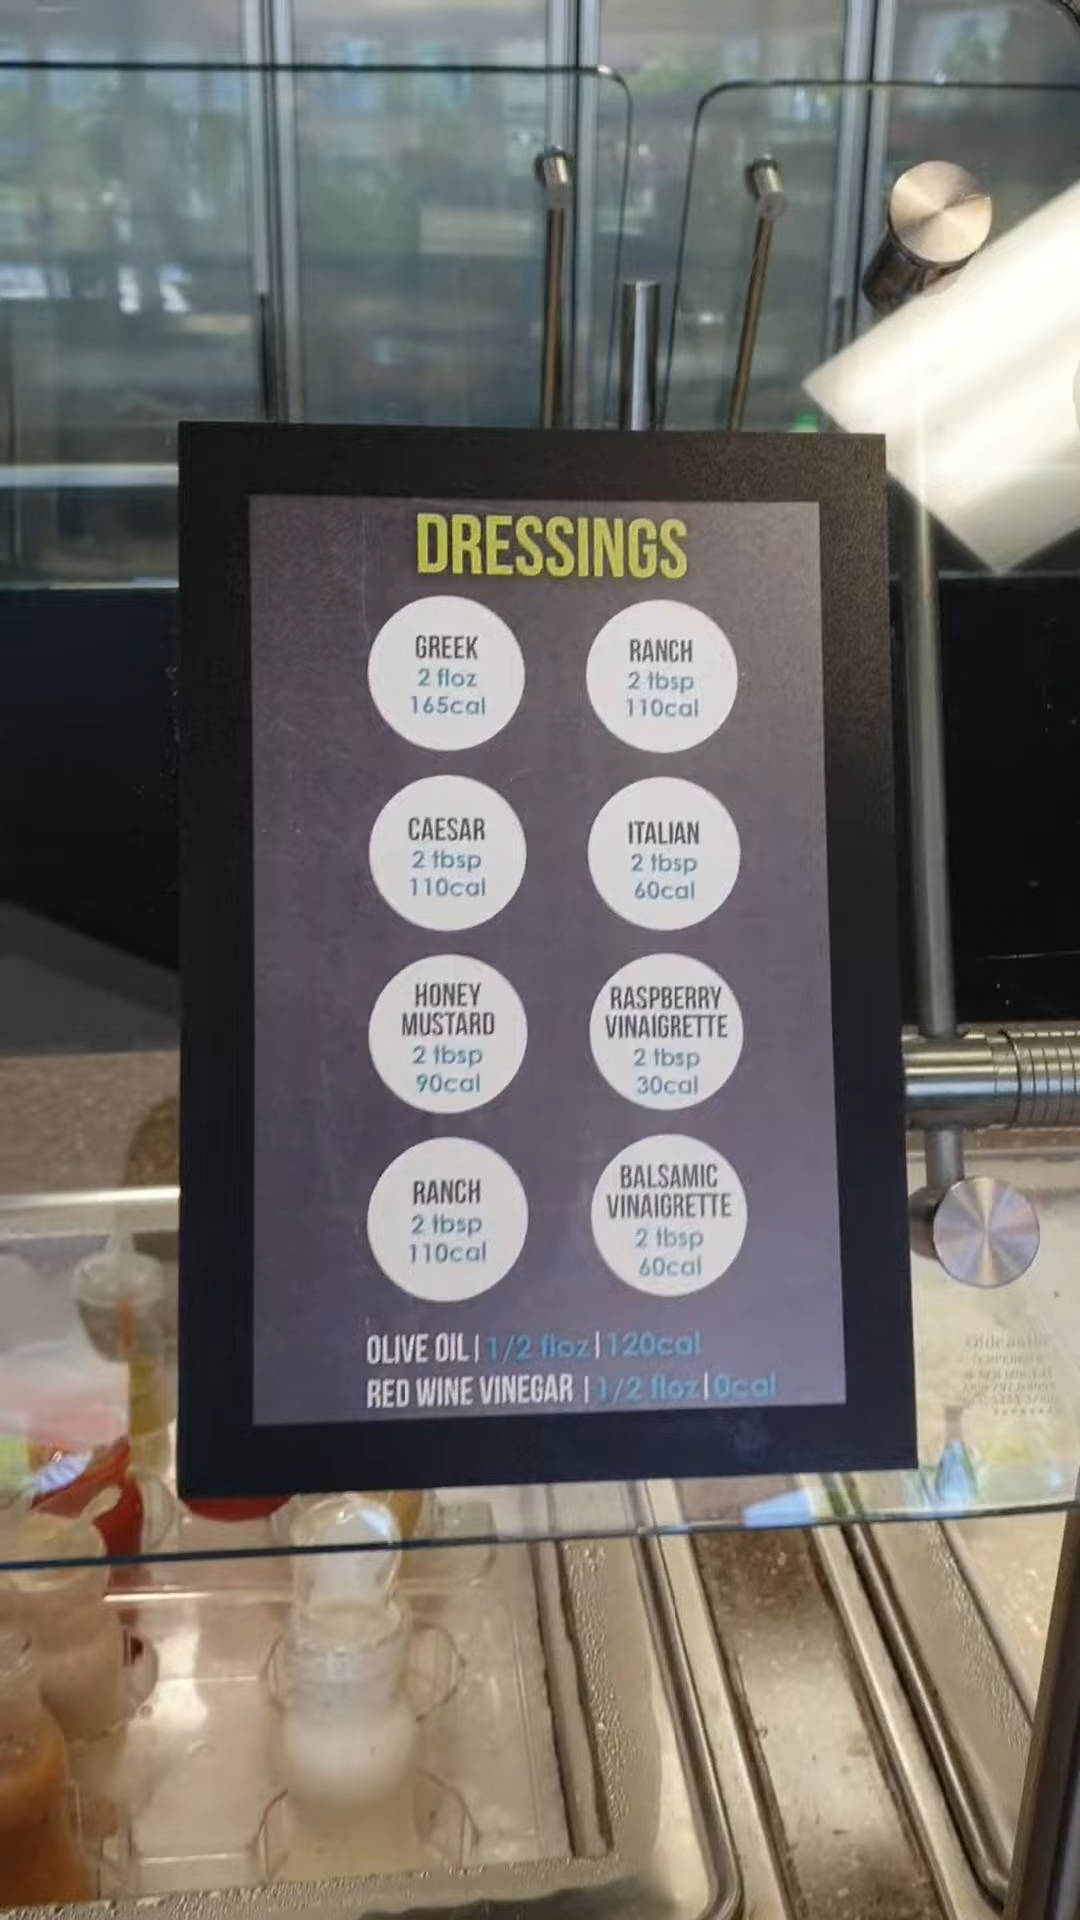 DRESSINGS
GREEK
2 floz
165cal
RANCH
2 tbsp
110cal
CAESAR
2 tbsp
110cal
ITALIAN
2 tbsp
60cal
HONEY
MUSTARD
2 tbsp
90cal
RASPBERRY
VINAIGRETTE
2 tbsp
30cal
RANCH
2 tbsp
110cal
BALSAMIC
VINAIGRETTE
2 tbsp
60cal
OLIVE OIL | 1/2 floz | 120cal
RED WINE VINEGAR | 1/2 floz | 0cal